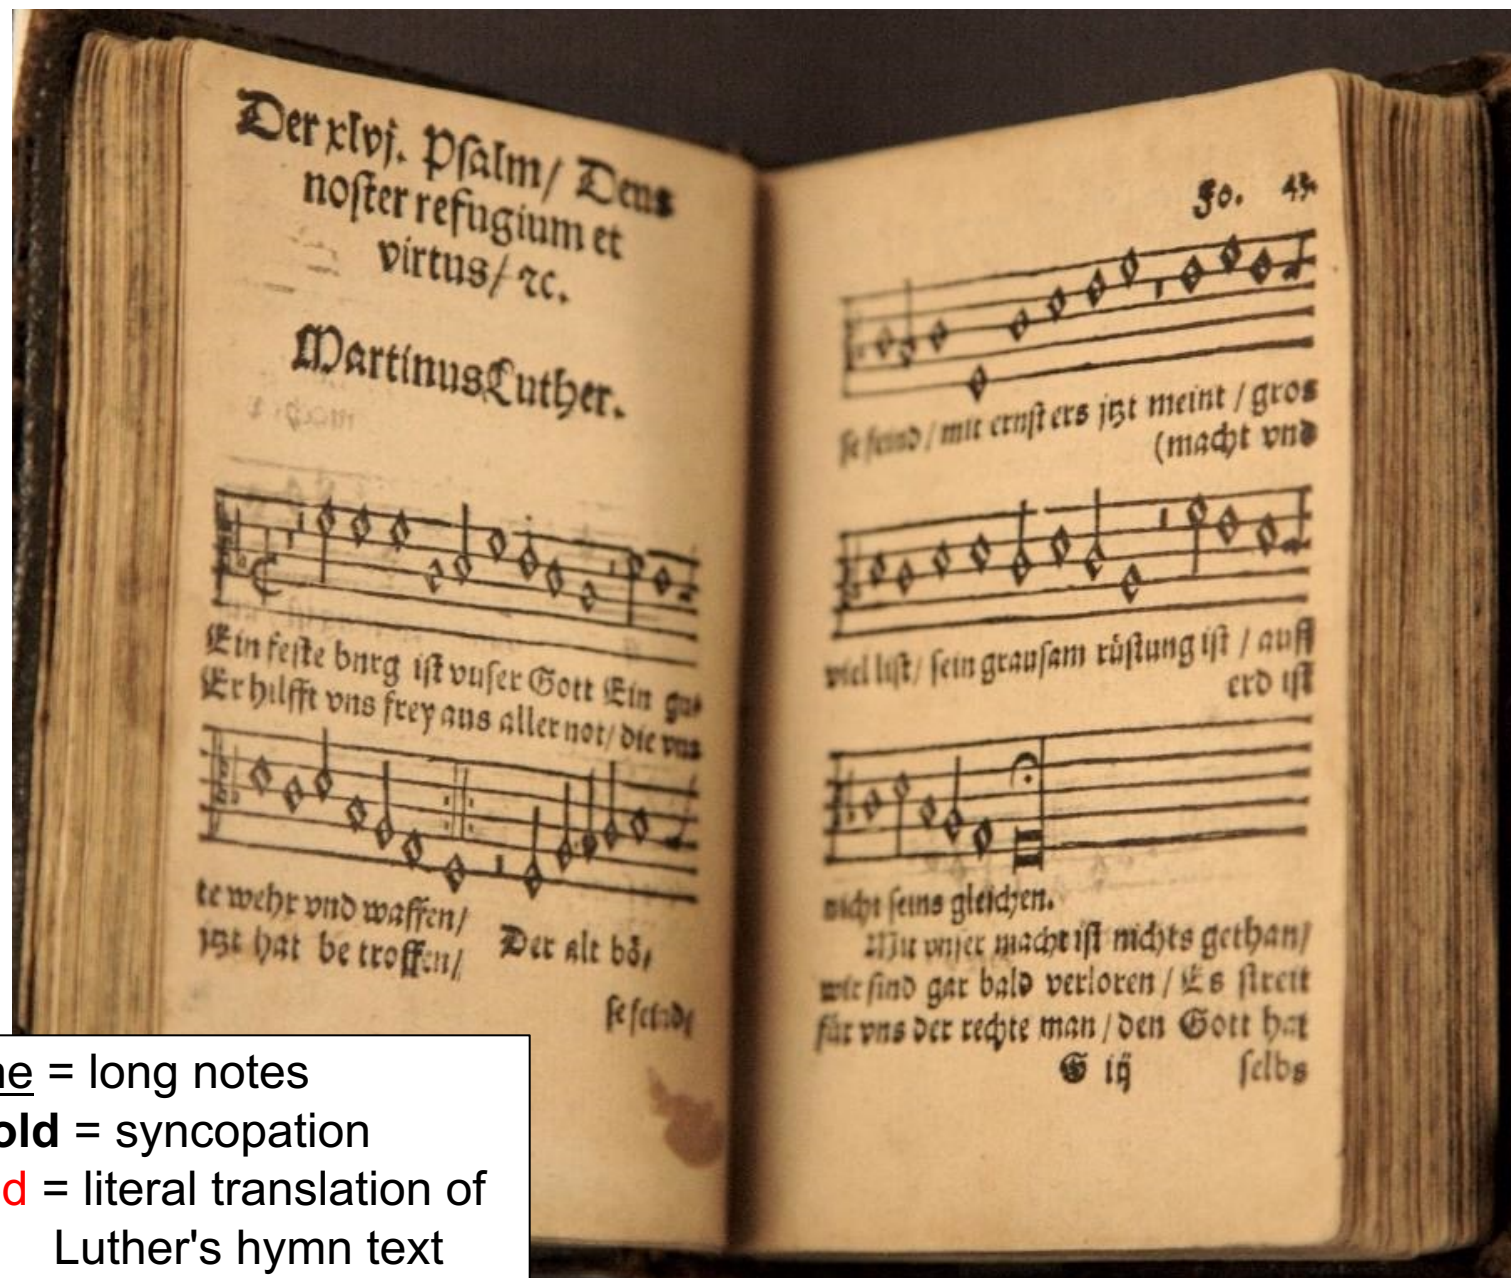 Der xlvj. Psalm/ Deus
noster refugium et
virtus/ ⁊c.
Martinus Luther.
Ein feste bnrg ist vnser Gott Ein gu⸗
Er hilfft vns frey aus aller not/ die vns
te wehr vnd waffen/
jtzt hat be troffen/ Der alt bö⸗
se feind/
Fo. 43.
se feind/ mit ernst ers jtzt meint / gros
(macht vnd
viel list/ sein grausam rüstung ist / auff
erd ist
nicht seins gleichen.
Mit vnser macht ist nichts gethan/
wir sind gar bald verloren / Es streit
für vns der rechte man / den Gott hat
G iij selbs
ne = long notes
old = syncopation
d = literal translation of
Luther's hymn text